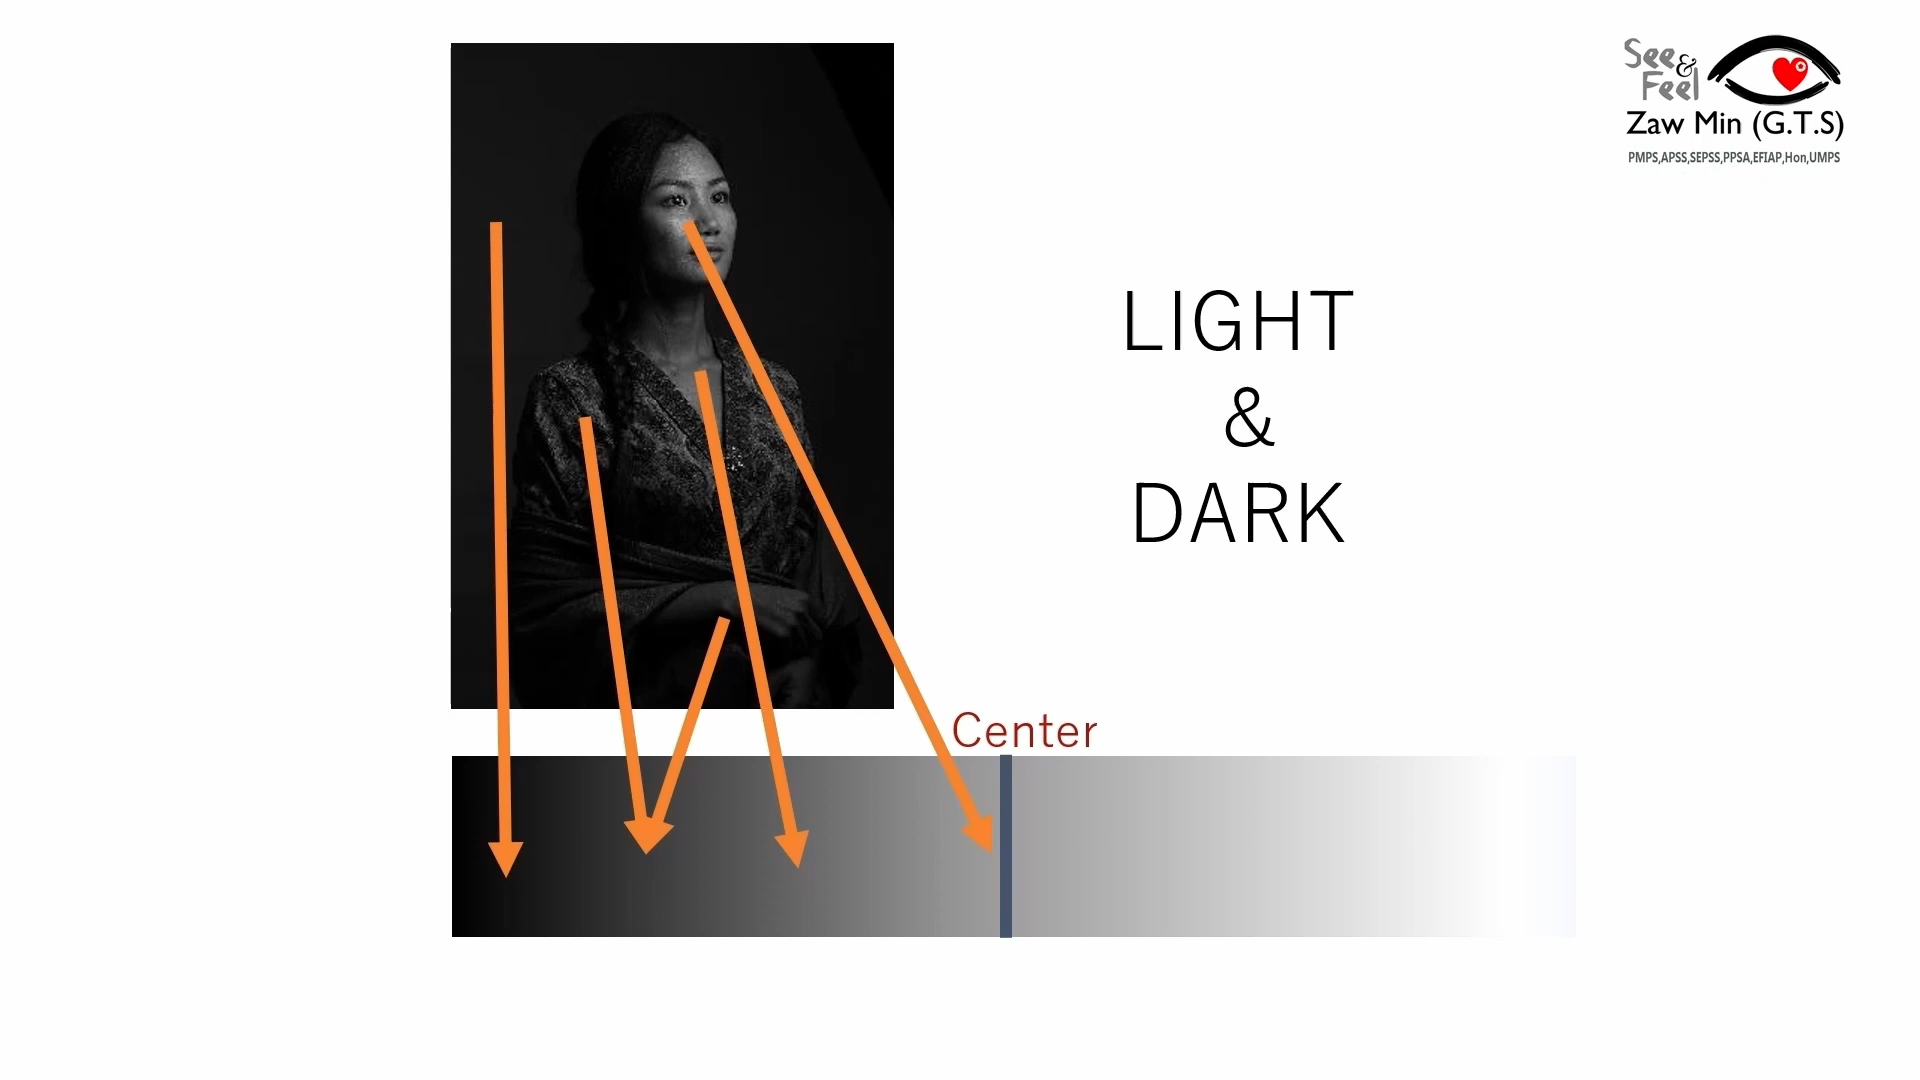 See &
Feel
Zaw Min (G.T.S)
PMPS,APSS,SEPSS,PPSA,EFIAP,Hon,UMPS
LIGHT
&
DARK
Center